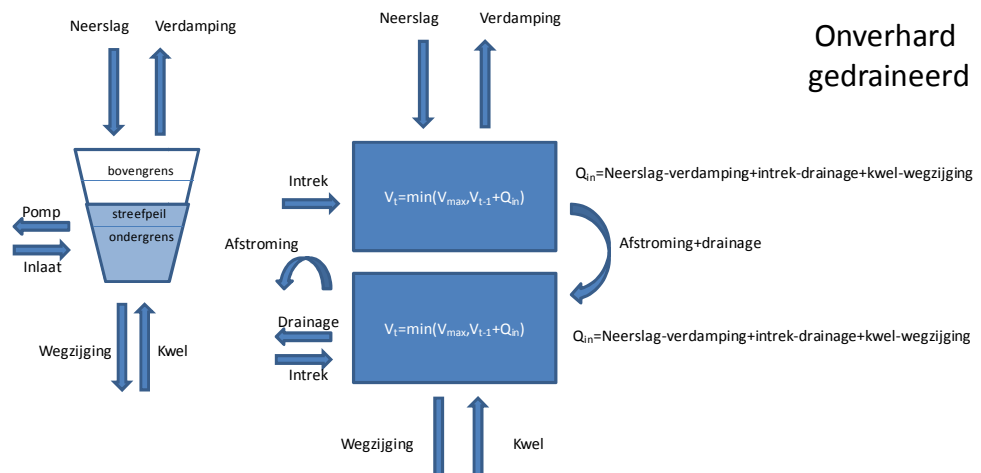 Onverhard
gedraineerd
Neerslag
Verdamping
bovengrens
streefpeil
ondergrens
Pomp
Inlaat
Wegzijging
Kwel
Neerslag
Verdamping
Intrek
Vt=min(Vmax,Vt-1+Qin)
Qin=Neerslag-verdamping+intrek-drainage+kwel-wegzijging
Afstroming
Afstroming+drainage
Drainage
Intrek
Vt=min(Vmax,Vt-1+Qin)
Qin=Neerslag-verdamping+intrek-drainage+kwel-wegzijging
Wegzijging
Kwel